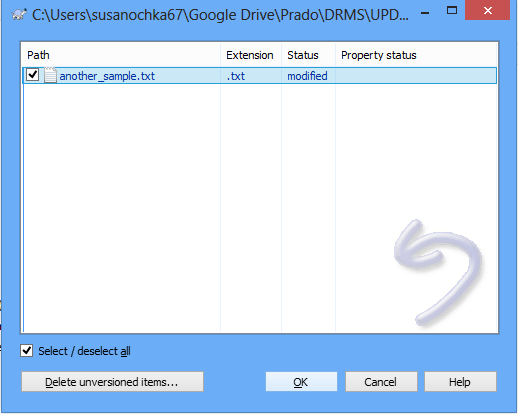 C:\Users\susanochka67\Google Drive\Prado\DRMS\UPD...
Path Extension Status Property status
another_sample.txt .txt modified
Select / deselect all
Delete unversioned items... OK Cancel Help